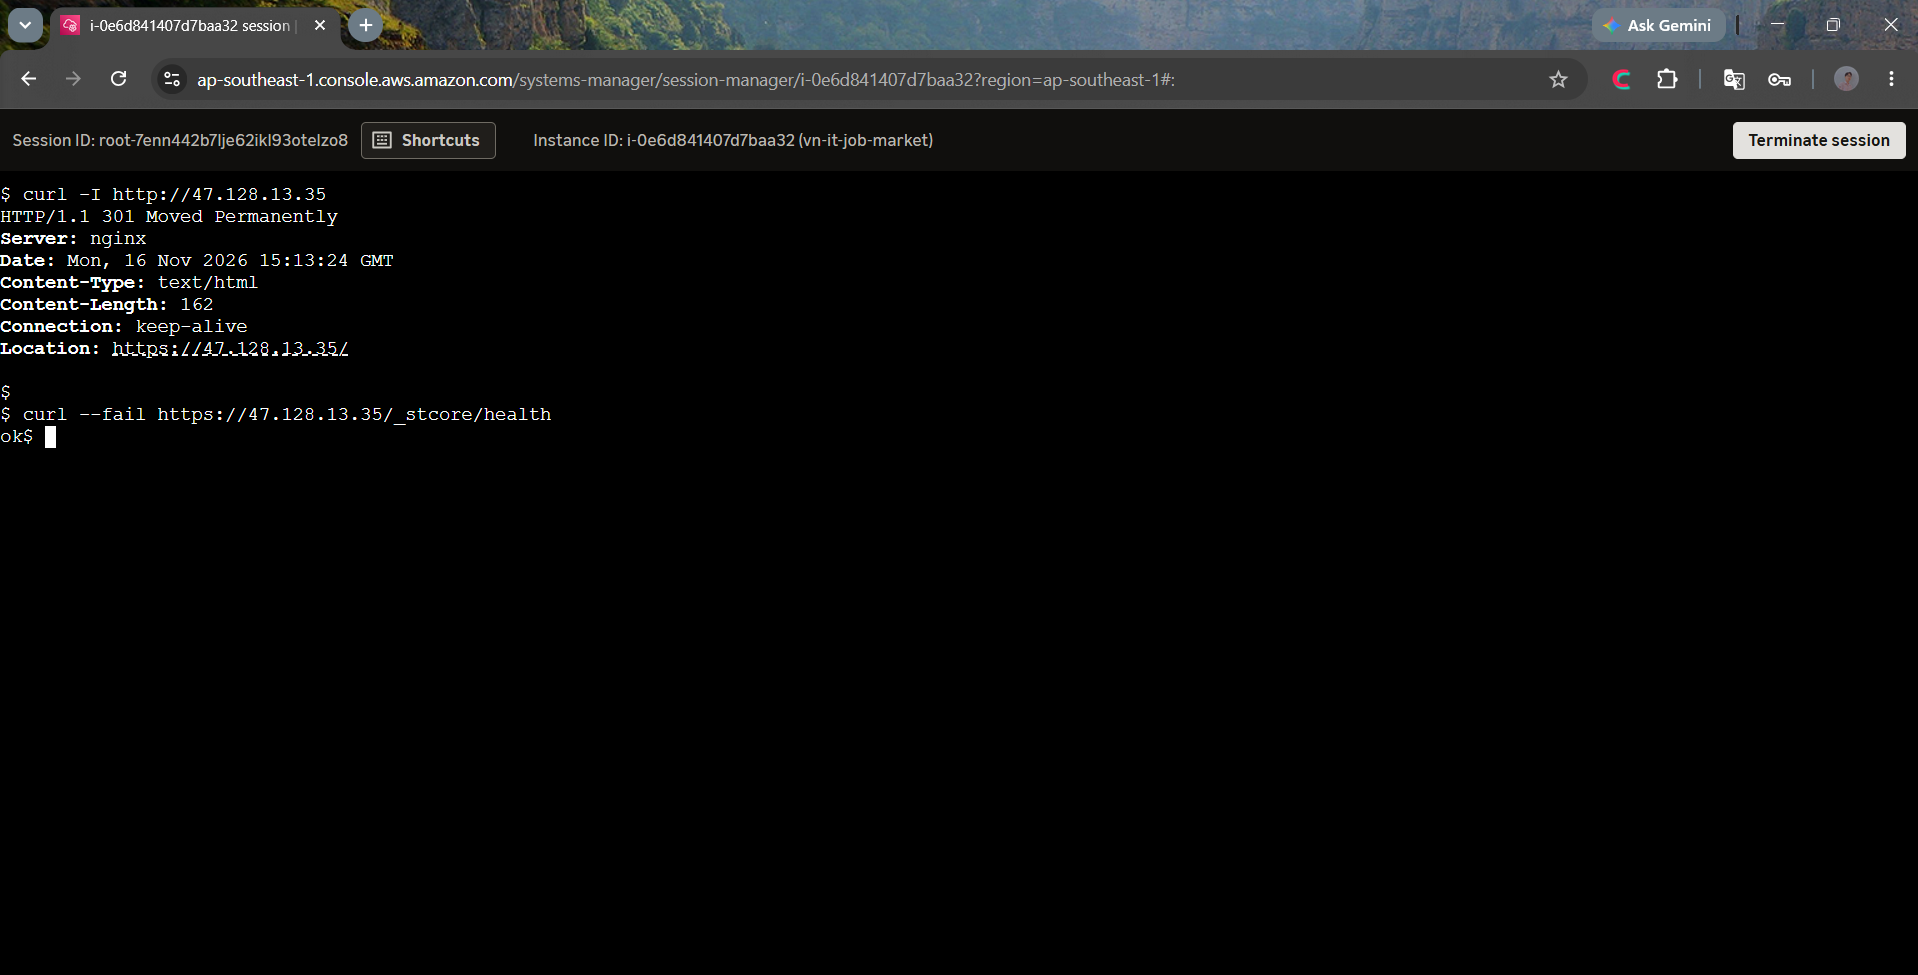 i-0e6d841407d7baa32 session
Ask Gemini
ap-southeast-1.console.aws.amazon.com/systems-manager/session-manager/i-0e6d841407d7baa32?region=ap-southeast-1#:
Session ID: root-7enn442b7lje62ikl93otelzo8 Shortcuts Instance ID: i-0e6d841407d7baa32 (vn-it-job-market) Terminate session
$ curl -I http://47.128.13.35
HTTP/1.1 301 Moved Permanently
Server: nginx
Date: Mon, 16 Nov 2026 15:13:24 GMT
Content-Type: text/html
Content-Length: 162
Connection: keep-alive
Location: https://47.128.13.35/
$
$ curl --fail https://47.128.13.35/_stcore/health
ok$